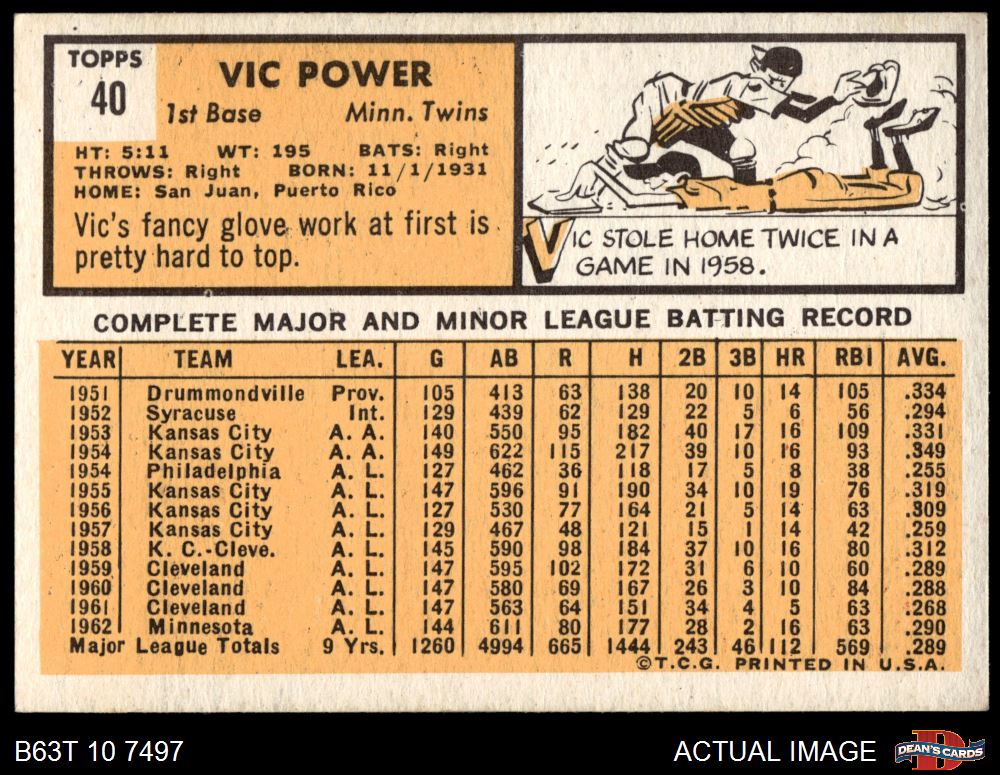 TOPPS
40
VIC POWER
1st Base Minn. Twins
HT: 5:11 WT: 195 BATS: Right
THROWS: Right BORN: 11/1/1931
HOME: San Juan, Puerto Rico
Vic's fancy glove work at first is
pretty hard to top.
VIC STOLE HOME TWICE IN A
GAME IN 1958.
COMPLETE MAJOR AND MINOR LEAGUE BATTING RECORD
YEAR TEAM LEA. G AB R H 2B 3B HR RBI AVG.
1951 Drummondville Prov. 105 413 63 138 20 10 14 105 .334
1952 Syracuse Int. 129 439 62 129 22 5 6 56 .294
1953 Kansas City A. A. 140 550 95 182 40 17 16 109 .331
1954 Kansas City A. A. 149 622 115 217 39 10 16 93 .349
1954 Philadelphia A. L. 127 462 36 118 17 5 8 38 .255
1955 Kansas City A. L. 147 596 91 190 34 10 19 76 .319
1956 Kansas City A. L. 127 530 77 164 21 5 14 63 .309
1957 Kansas City A. L. 129 467 48 121 15 1 14 42 .259
1958 K. C.-Cleve. A. L. 145 590 98 184 37 10 16 80 .312
1959 Cleveland A. L. 147 595 102 172 31 6 10 60 .289
1960 Cleveland A. L. 147 580 69 167 26 3 10 84 .288
1961 Cleveland A. L. 147 563 64 151 34 4 5 63 .268
1962 Minnesota A. L. 144 611 80 177 28 2 16 63 .290
Major League Totals 9 Yrs. 1260 4994 665 1444 243 46 112 569 .289
©T.C.G. PRINTED IN U.S.A.
B63T 10 7497 ACTUAL IMAGE DEAN'S CARDS